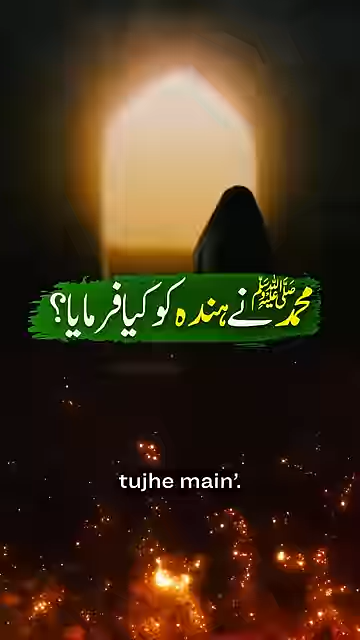 محمد ﷺ نے ہندہ کو کیا فرمایا؟
tujhe main’.